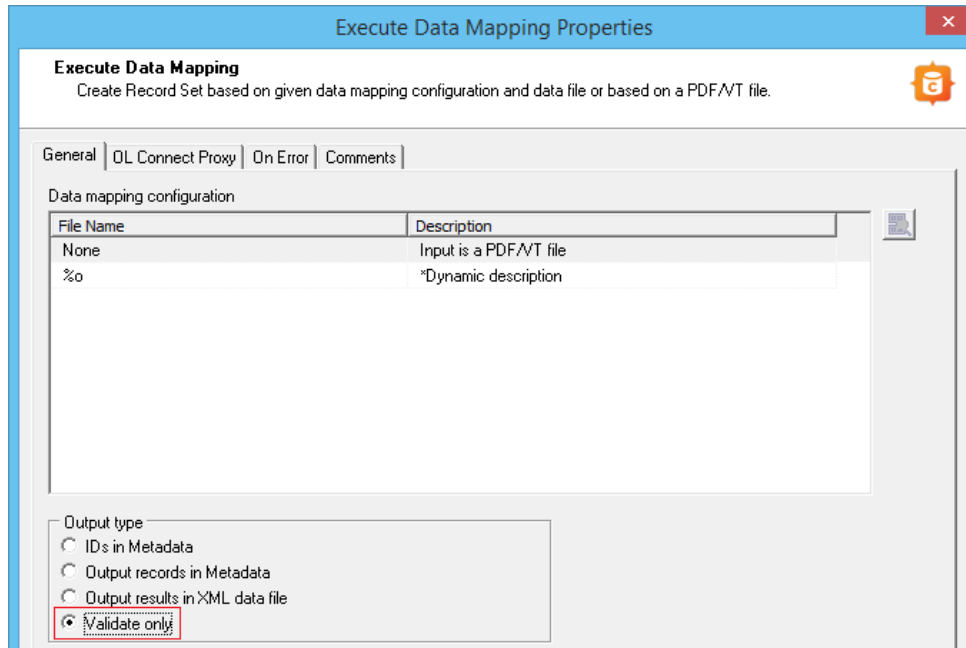 Execute Data Mapping Properties
Execute Data Mapping
Create Record Set based on given data mapping configuration and data file or based on a PDF/VT file.
General OL Connect Proxy On Error Comments
Data mapping configuration
File Name Description
None Input is a PDF/VT file
%o *Dynamic description
Output type
IDs in Metadata
Output records in Metadata
Output results in XML data file
Validate only